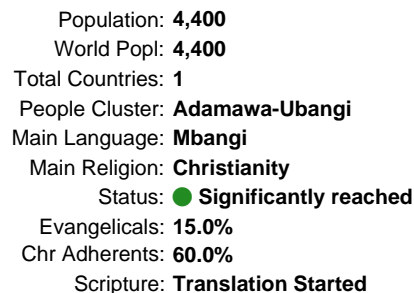 Population: 4,400
World Popl: 4,400
Total Countries: 1
People Cluster: Adamawa-Ubangi
Main Language: Mbangi
Main Religion: Christianity
Status: Significantly reached
Evangelicals: 15.0%
Chr Adherents: 60.0%
Scripture: Translation Started